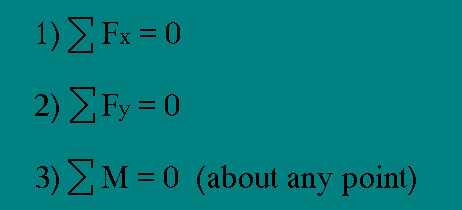 1) ∑ Fx = 0
2) ∑ Fy = 0
3) ∑ M = 0 (about any point)